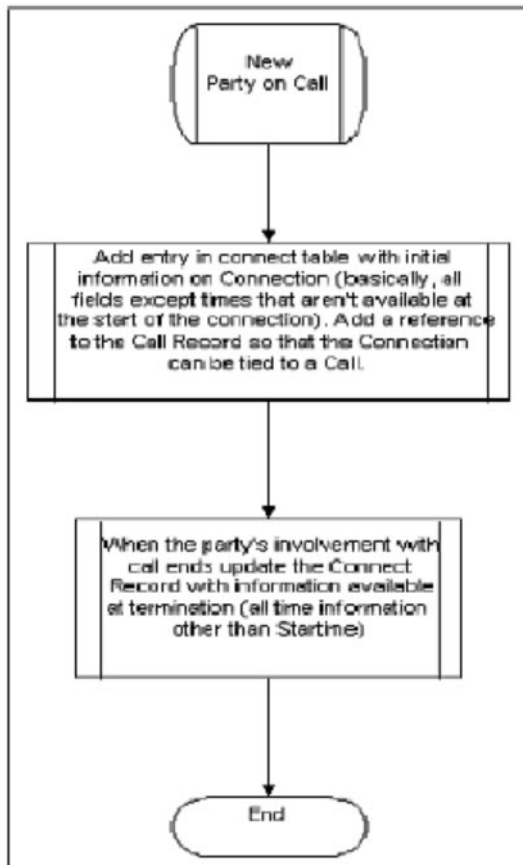 New
Party on Call
Add entry in connect table with initial
information on Connection (basically, all
fields except times that aren't available at
the start of the connection). Add a reference
to the Call Record so that the Connection
can be tied to a Call.
When the party's involvement with
call ends update the Connect
Record with information available
at termination (all time information
other than Startime)
End